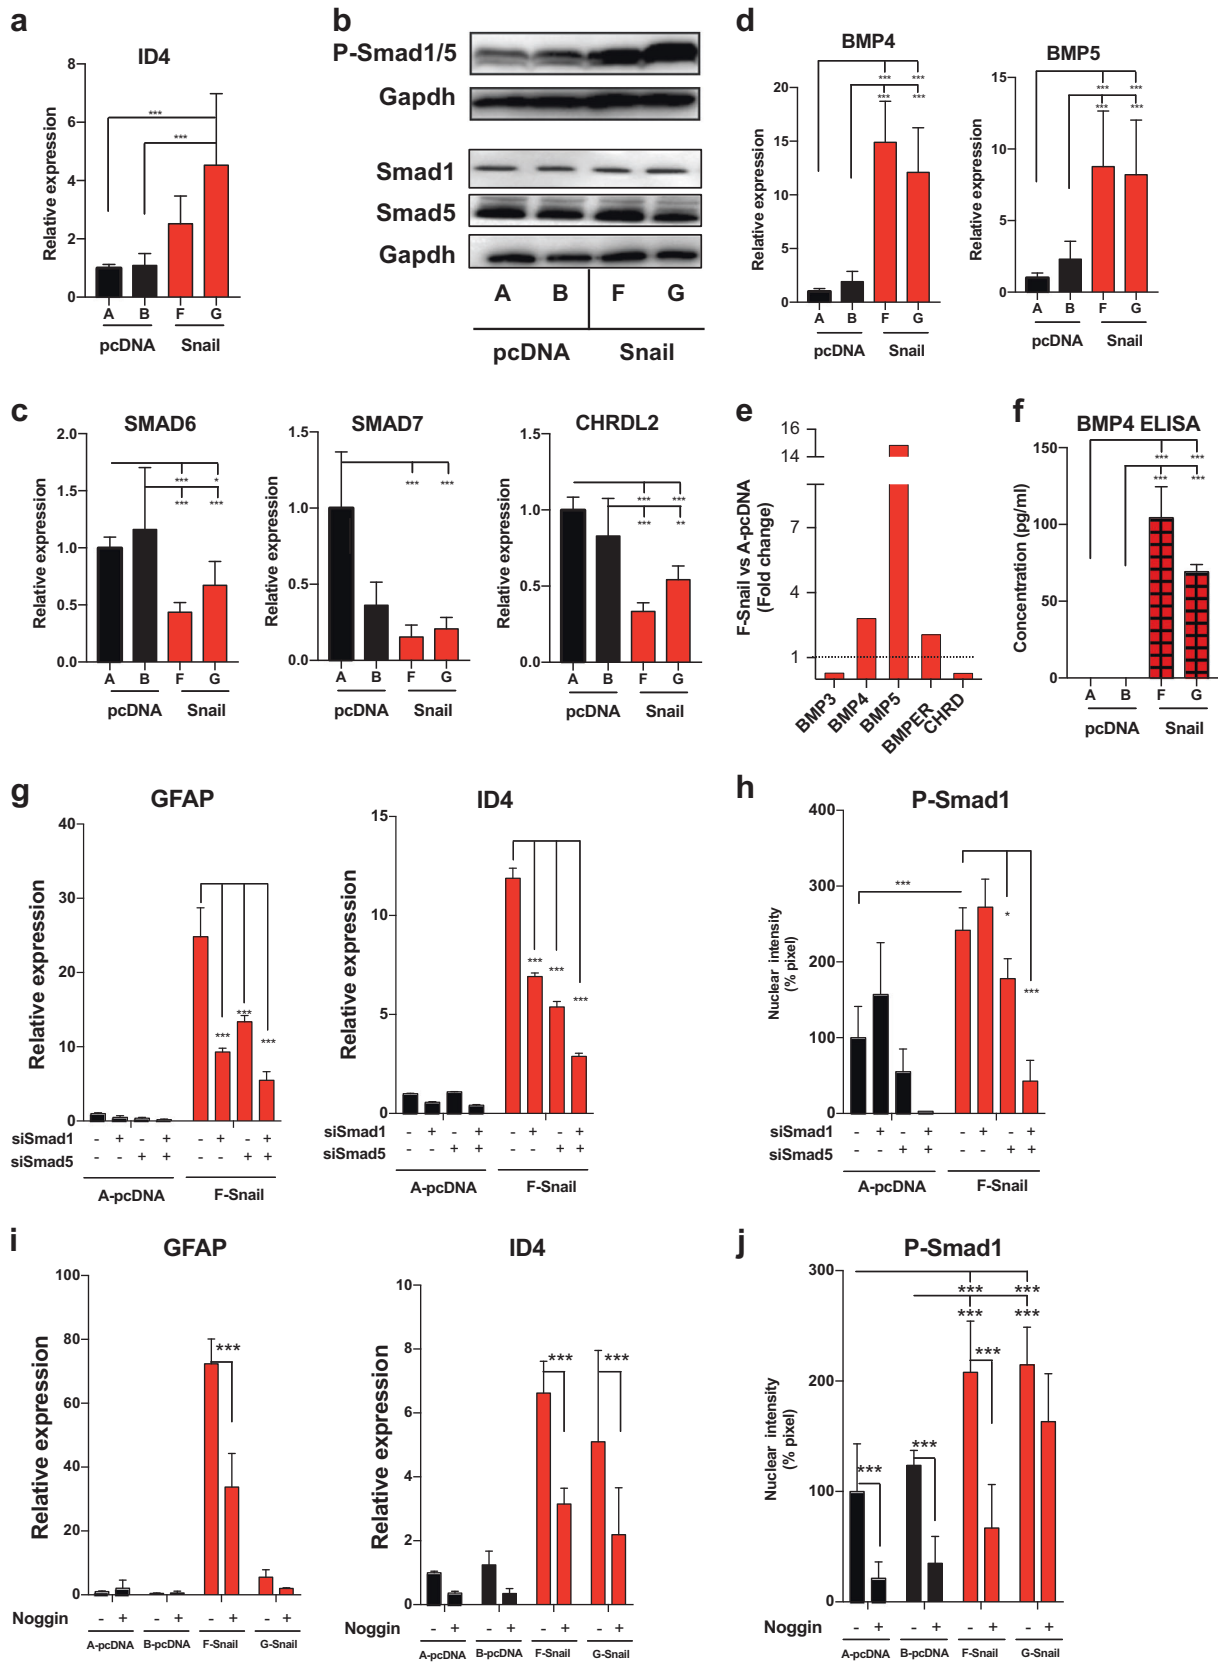 a
ID4
Relative expression
8
6
4
2
0
***
***
A B F G
pcDNA Snail
b
P-Smad1/5
Gapdh
Smad1
Smad5
Gapdh
A B F G
pcDNA Snail
d
BMP4
Relative expression
20
15
10
5
0
*** ***
*** ***
A B F G
pcDNA Snail
BMP5
Relative expression
15
10
5
0
*** ***
*** ***
A B F G
pcDNA Snail
c
SMAD6
Relative expression
2.0
1.5
1.0
0.5
0.0
*** *
*** ***
A B F G
pcDNA Snail
SMAD7
Relative expression
1.5
1.0
0.5
0.0
*** ***
A B F G
pcDNA Snail
CHRDL2
Relative expression
1.5
1.0
0.5
0.0
*** ***
*** **
A B F G
pcDNA Snail
e
F-Snail vs A-pcDNA
(Fold change)
16
14
7
4
1
BMP3 BMP4 BMP5 BMPER CHRD
f
BMP4 ELISA
Concentration (pg/ml)
150
100
50
0
*** ***
*** ***
A B F G
pcDNA Snail
g
GFAP
Relative expression
40
30
20
10
0
*** *** ***
siSmad1 - + - + - + - +
siSmad5 - - + + - - + +
A-pcDNA F-Snail
ID4
Relative expression
15
10
5
0
*** *** ***
siSmad1 - + - + - + - +
siSmad5 - - + + - - + +
A-pcDNA F-Snail
h
P-Smad1
Nuclear intensity
(% pixel)
400
300
200
100
0
***
*
***
siSmad1 - + - + - + - +
siSmad5 - - + + - - + +
A-pcDNA F-Snail
i
GFAP
Relative expression
100
80
60
40
20
0
***
Noggin - + - + - + - +
A-pcDNA B-pcDNA F-Snail G-Snail
ID4
Relative expression
10
8
6
4
2
0
*** ***
- + - + - + - +
A-pcDNA B-pcDNA F-Snail G-Snail
j
P-Smad1
Nuclear intensity
(% pixel)
300
200
100
0
*** ***
*** ***
*** *** ***
Noggin - + - + - + - +
A-pcDNA B-pcDNA F-Snail G-Snail